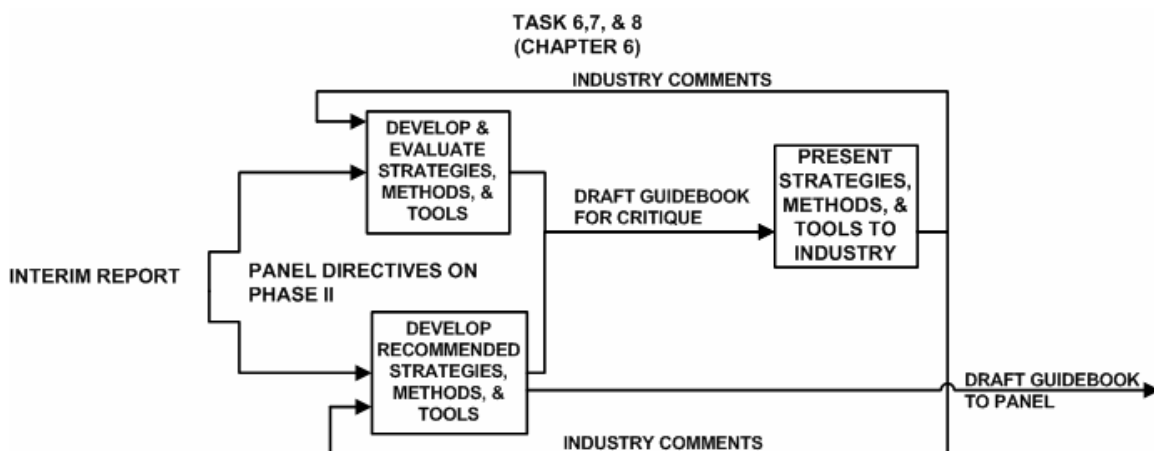 TASK 6,7, & 8
(CHAPTER 6)
INDUSTRY COMMENTS
DEVELOP &
EVALUATE
STRATEGIES,
METHODS, &
TOOLS
PRESENT
STRATEGIES,
METHODS, &
TOOLS TO
INDUSTRY
DRAFT GUIDEBOOK
FOR CRITIQUE
INTERIM REPORT
PANEL DIRECTIVES ON
PHASE II
DEVELOP
RECOMMENDED
STRATEGIES,
METHODS, &
TOOLS
DRAFT GUIDEBOOK
TO PANEL
INDUSTRY COMMENTS